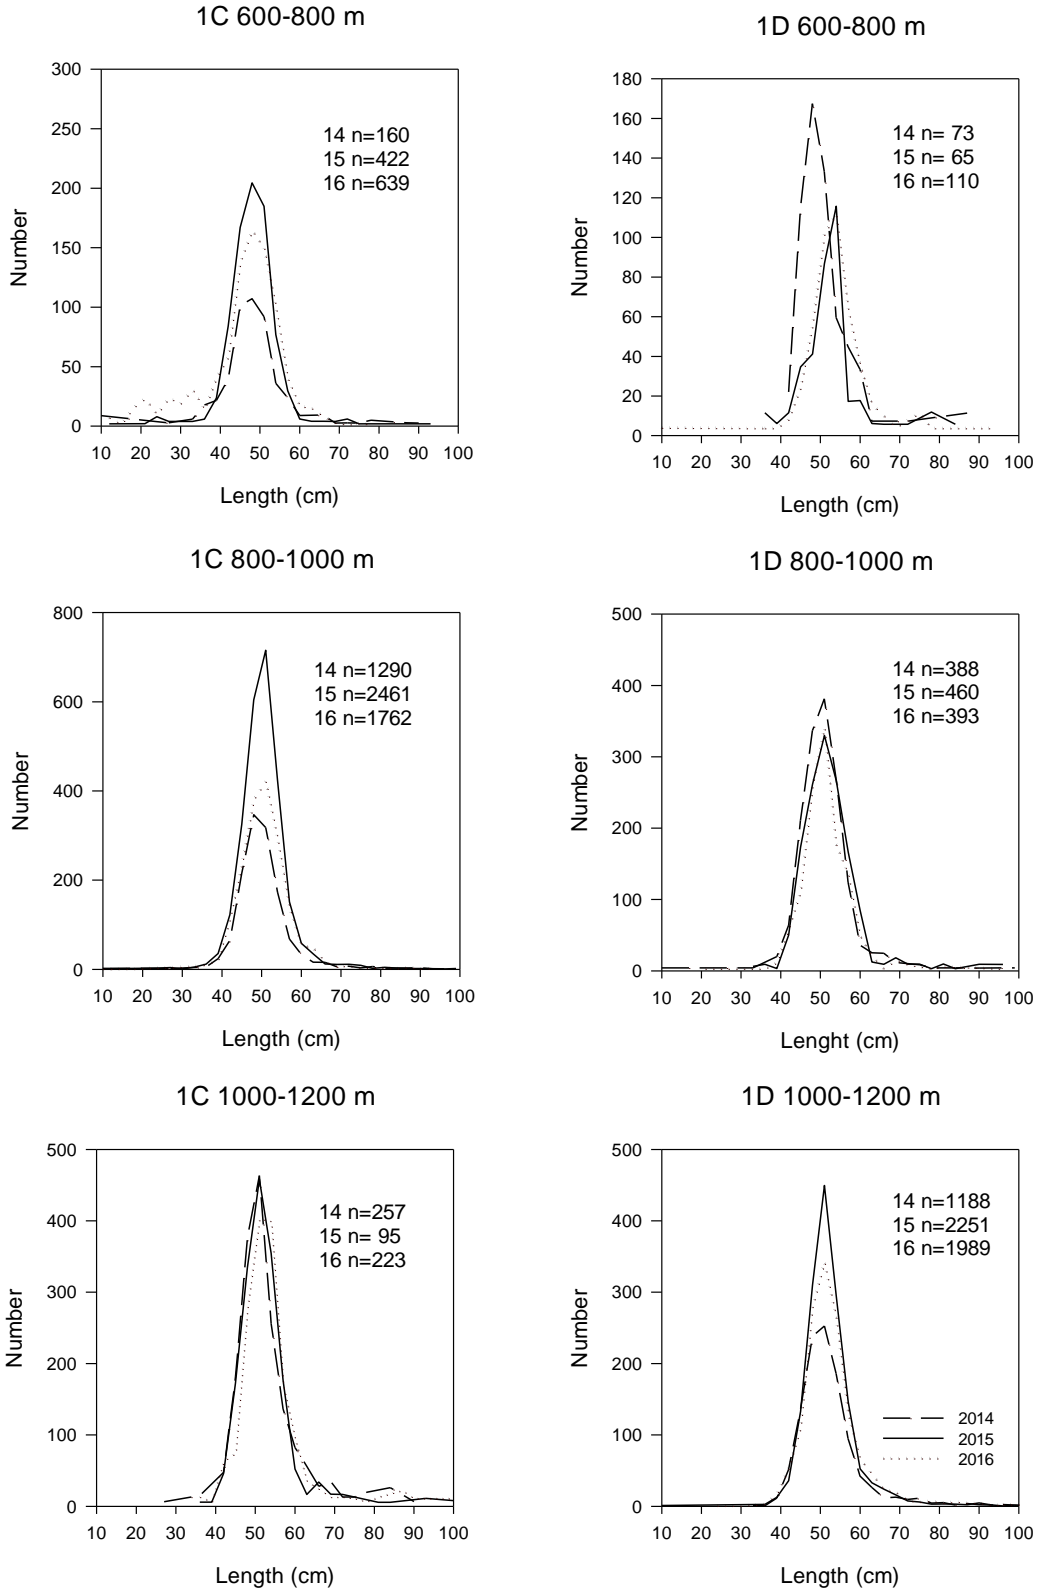 1C 600-800 m
300
250
200
150
100
50
0
Number
14 n=160
15 n=422
16 n=639
10 20 30 40 50 60 70 80 90 100
Length (cm)
1D 600-800 m
180
160
140
120
100
80
60
40
20
0
Number
14 n= 73
15 n= 65
16 n=110
10 20 30 40 50 60 70 80 90 100
Length (cm)
1C 800-1000 m
800
600
400
200
0
Number
14 n=1290
15 n=2461
16 n=1762
10 20 30 40 50 60 70 80 90 100
Length (cm)
1D 800-1000 m
500
400
300
200
100
0
Number
14 n=388
15 n=460
16 n=393
10 20 30 40 50 60 70 80 90 100
Lenght (cm)
1C 1000-1200 m
500
400
300
200
100
0
Number
14 n=257
15 n= 95
16 n=223
10 20 30 40 50 60 70 80 90 100
Length (cm)
1D 1000-1200 m
500
400
300
200
100
0
Number
14 n=1188
15 n=2251
16 n=1989
2014
2015
2016
10 20 30 40 50 60 70 80 90 100
Length (cm)